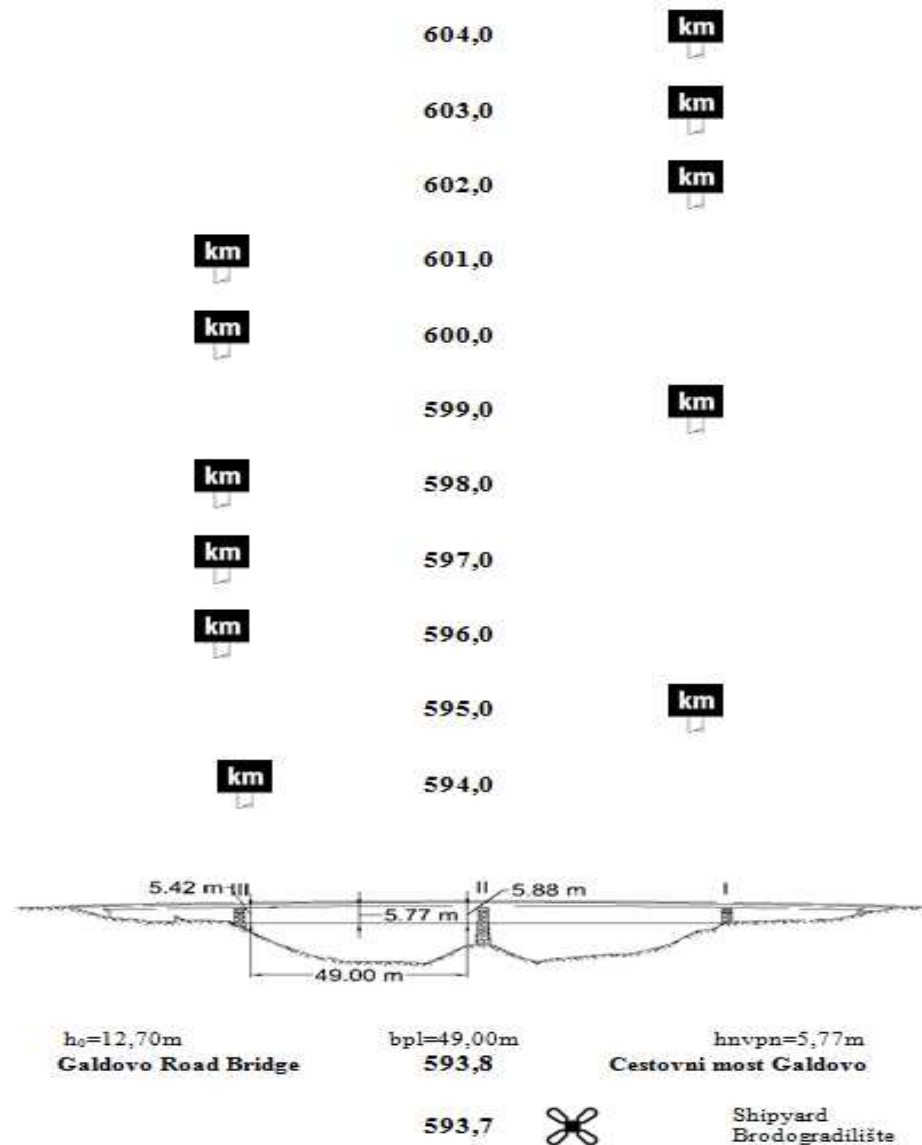 604,0 km
603,0 km
602,0 km
km 601,0
km 600,0
599,0 km
km 598,0
km 597,0
km 596,0
595,0 km
km 594,0
5.42 m III II 5.88 m I
5.77 m
49.00 m
h₀=12,70m bpl=49,00m hnvpn=5,77m
Galdovo Road Bridge 593,8 Cestovni most Galdovo
593,7 Shipyard
Brodogradilište